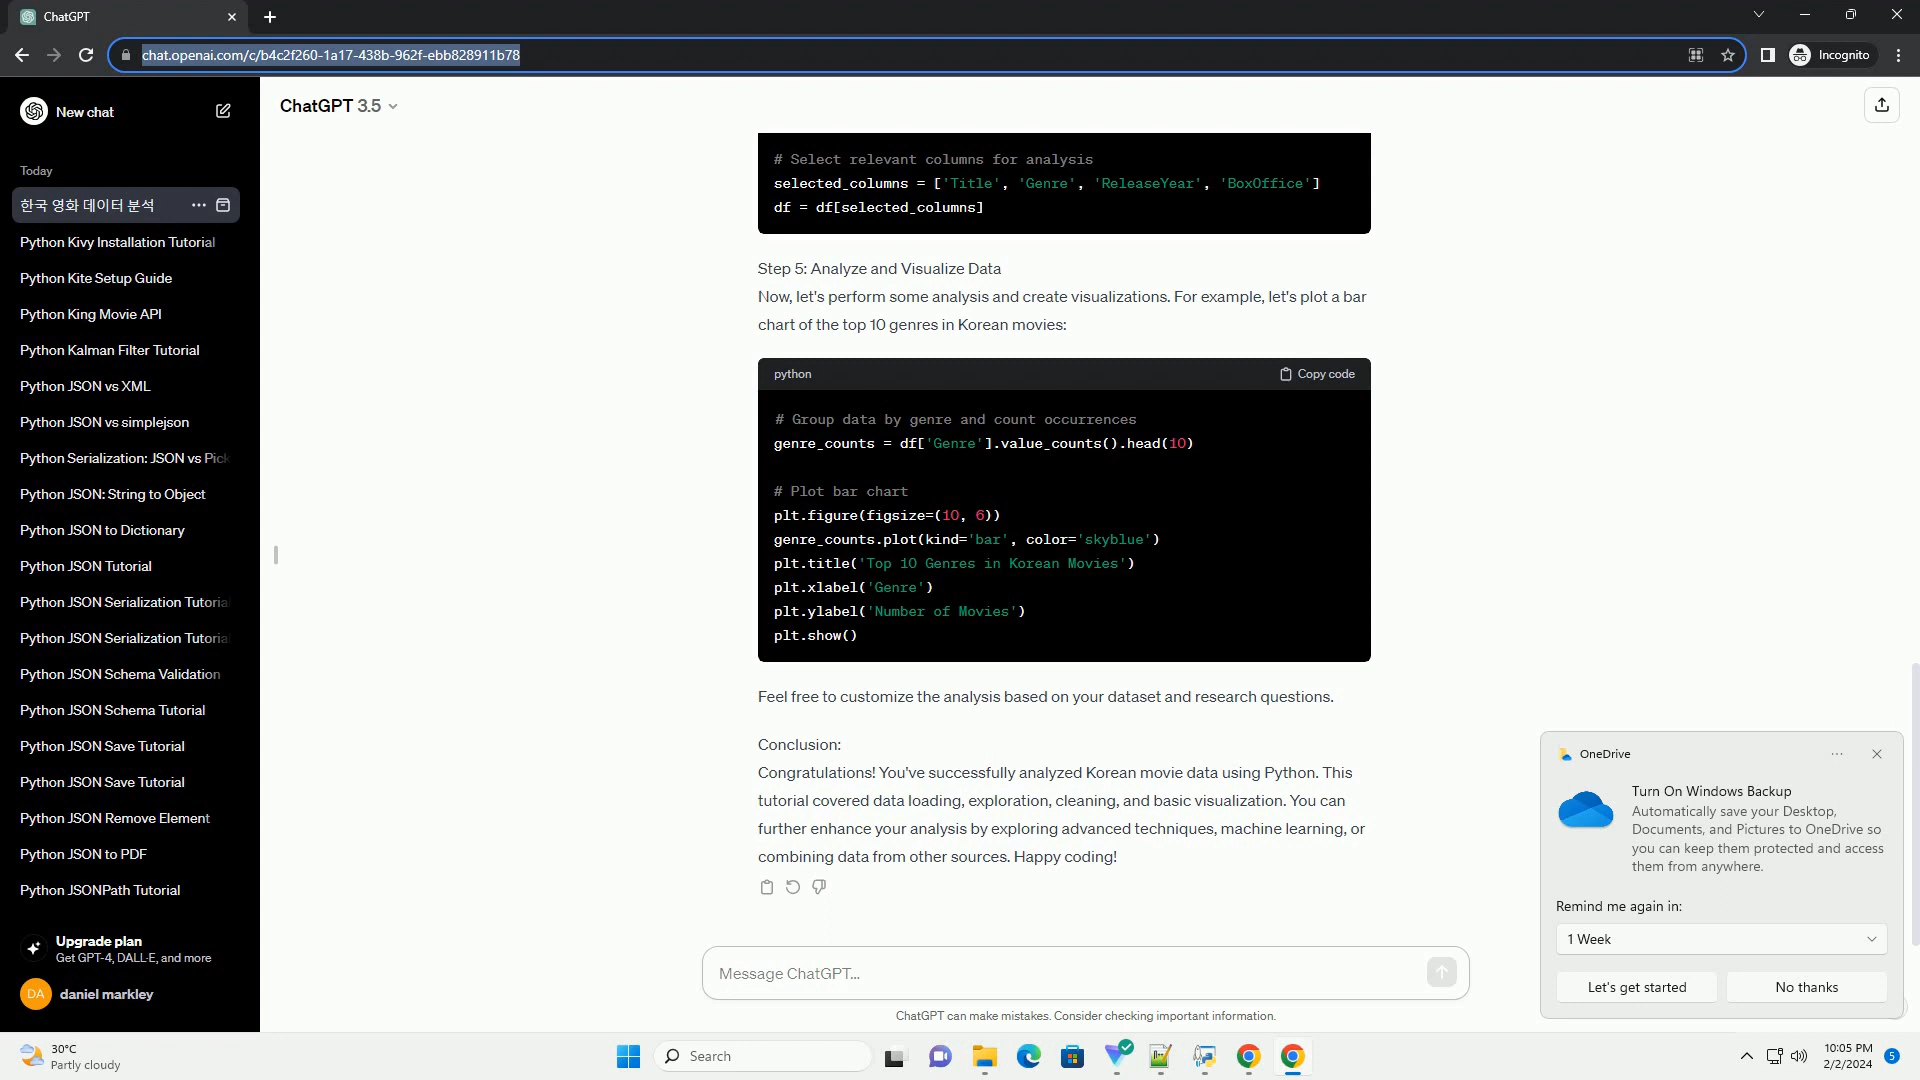 ChatGPT
chat.openai.com/c/b4c2f260-1a17-438b-962f-ebb828911b78
Incognito
New chat
ChatGPT 3.5
Today
한국 영화 데이터 분석
Python Kivy Installation Tutorial
Python Kite Setup Guide
Python King Movie API
Python Kalman Filter Tutorial
Python JSON vs XML
Python JSON vs simplejson
Python Serialization: JSON vs Pick
Python JSON: String to Object
Python JSON to Dictionary
Python JSON Tutorial
Python JSON Serialization Tutorial
Python JSON Serialization Tutorial
Python JSON Schema Validation
Python JSON Schema Tutorial
Python JSON Save Tutorial
Python JSON Save Tutorial
Python JSON Remove Element
Python JSON to PDF
Python JSONPath Tutorial
Upgrade plan
Get GPT-4, DALL·E, and more
DA
daniel markley
# Select relevant columns for analysis
selected_columns = ['Title', 'Genre', 'ReleaseYear', 'BoxOffice']
df = df[selected_columns]
Step 5: Analyze and Visualize Data
Now, let's perform some analysis and create visualizations. For example, let's plot a bar
chart of the top 10 genres in Korean movies:
python
Copy code
# Group data by genre and count occurrences
genre_counts = df['Genre'].value_counts().head(10)
# Plot bar chart
plt.figure(figsize=(10, 6))
genre_counts.plot(kind='bar', color='skyblue')
plt.title('Top 10 Genres in Korean Movies')
plt.xlabel('Genre')
plt.ylabel('Number of Movies')
plt.show()
Feel free to customize the analysis based on your dataset and research questions.
Conclusion:
Congratulations! You've successfully analyzed Korean movie data using Python. This
tutorial covered data loading, exploration, cleaning, and basic visualization. You can
further enhance your analysis by exploring advanced techniques, machine learning, or
combining data from other sources. Happy coding!
Message ChatGPT...
ChatGPT can make mistakes. Consider checking important information.
OneDrive
Turn On Windows Backup
Automatically save your Desktop,
Documents, and Pictures to OneDrive so
you can keep them protected and access
them from anywhere.
Remind me again in:
1 Week
Let's get started
No thanks
30°C
Partly cloudy
Search
10:05 PM
2/2/2024
5